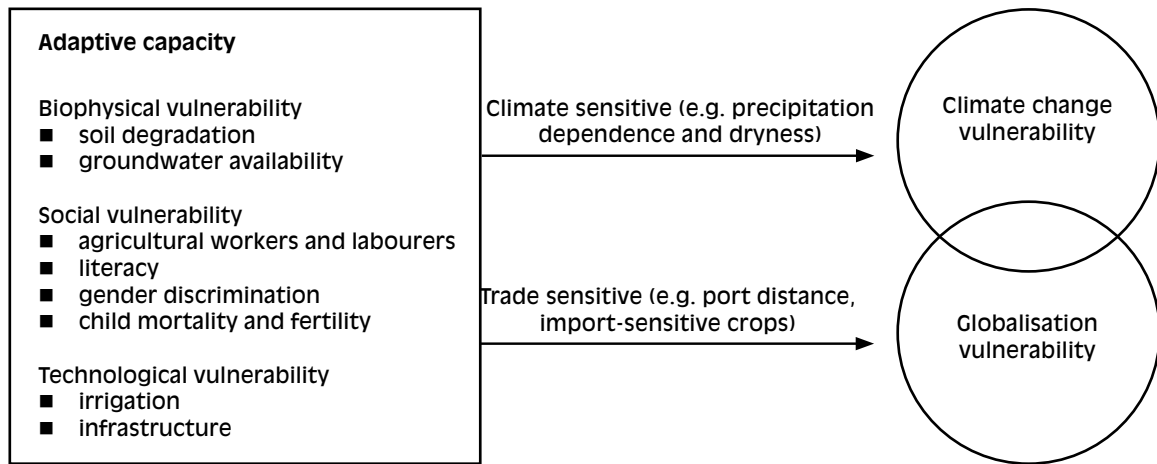 Adaptive capacity
Biophysical vulnerability
■ soil degradation
■ groundwater availability
Social vulnerability
■ agricultural workers and labourers
■ literacy
■ gender discrimination
■ child mortality and fertility
Technological vulnerability
■ irrigation
■ infrastructure
Climate sensitive (e.g. precipitation
dependence and dryness)
Trade sensitive (e.g. port distance,
import-sensitive crops)
Climate change
vulnerability
Globalisation
vulnerability